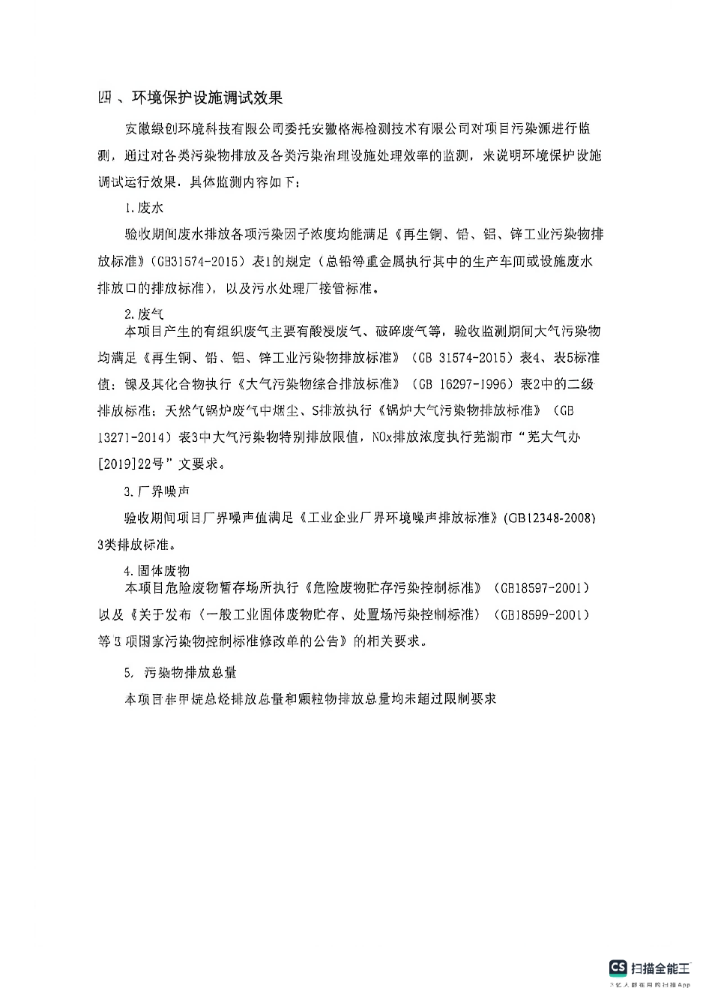 四、环境保护设施调试效果
安徽绿创环境科技有限公司委托安徽格海检测技术有限公司对项目污染源进行监
测，通过对各类污染物排放及各类污染治理设施处理效率的监测，来说明环境保护设施
调试运行效果．具体监测内容如下：
1.废水
验收期间废水排放各项污染因子浓度均能满足《再生铜、铅、铝、锌工业污染物排
放标准》（GB31574-2015）表1的规定（总铅等重金属执行其中的生产车间或设施废水
排放口的排放标准），以及污水处理厂接管标准。
2.废气
本项目产生的有组织废气主要有酸浸废气、破碎废气等，验收监测期间大气污染物
均满足《再生铜、铅、铝、锌工业污染物排放标准》（GB 31574-2015）表4、表5标准
值；镍及其化合物执行《大气污染物综合排放标准》（GB 16297-1996）表2中的二级
排放标准；天然气锅炉废气中烟尘、S排放执行《锅炉大气污染物排放标准》（GB
13271-2014）表3中大气污染物特别排放限值，NOx排放浓度执行芜湖市“芜大气办
[2019]22号”文要求。
3.厂界噪声
验收期间项目厂界噪声值满足《工业企业厂界环境噪声排放标准》(GB12348-2008)
3类排放标准。
4.固体废物
本项目危险废物暂存场所执行《危险废物贮存污染控制标准》（GB18597-2001）
以及《关于发布〈一般工业固体废物贮存、处置场污染控制标准〉（GB18599-2001）
等3项国家污染物控制标准修改单的公告》的相关要求。
5．污染物排放总量
本项目非甲烷总烃排放总量和颗粒物排放总量均未超过限制要求
CS 扫描全能王
3亿人都在用的扫描App